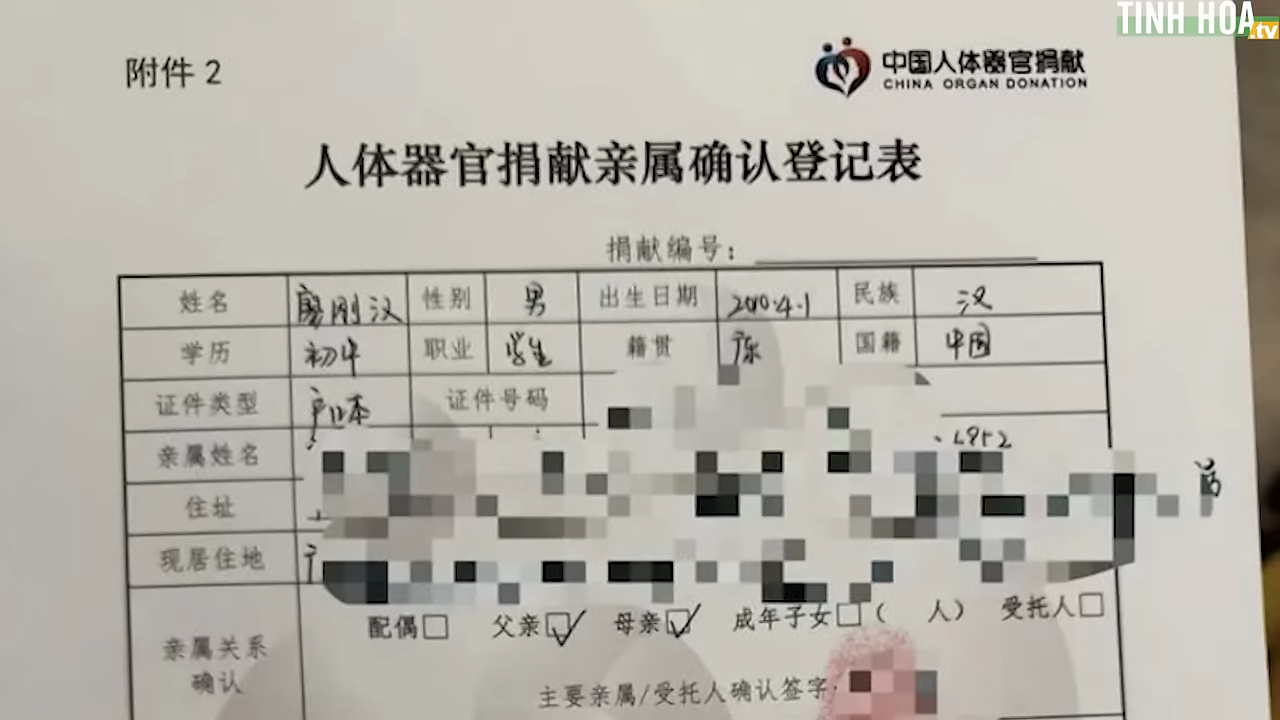 TINH HOA.tv
附件 2
中国人体器官捐献
CHINA ORGAN DONATION
人体器官捐献亲属确认登记表
捐献编号：
姓名 廖刚汉 性别 男 出生日期 2010.4.1 民族 汉
学历 初中 职业 学生 籍贯 国籍 中国
证件类型 户口本 证件号码
亲属姓名
住址
现居住地
配偶□ 父亲☑ 母亲☑ 成年子女□（ 人） 受托人□
亲属关系
确认
主要亲属/受托人确认签字：